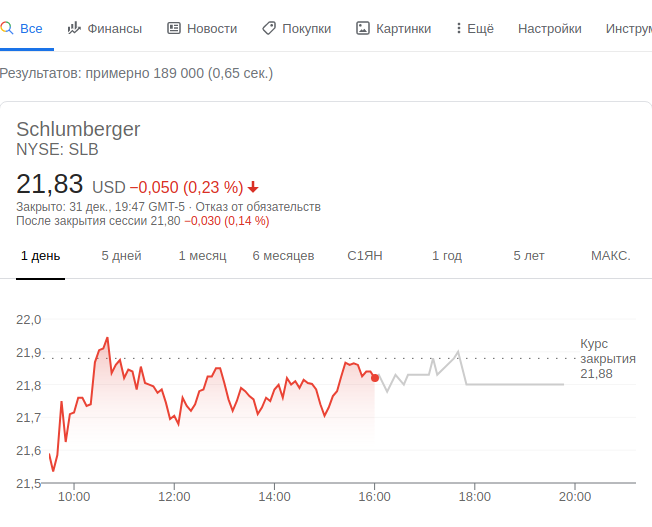 Все Финансы Новости Покупки Картинки Ещё Настройки Инструм
Результатов: примерно 189 000 (0,65 сек.)
Schlumberger
NYSE: SLB
21,83 USD −0,050 (0,23 %)
Закрыто: 31 дек., 19:47 GMT-5 · Отказ от обязательств
После закрытия сессии 21,80 −0,030 (0,14 %)
1 день 5 дней 1 месяц 6 месяцев С1ЯН 1 год 5 лет МАКС.
22,0
21,9
21,8
21,7
21,6
21,5
Курс
закрытия
21,88
10:00 12:00 14:00 16:00 18:00 20:00